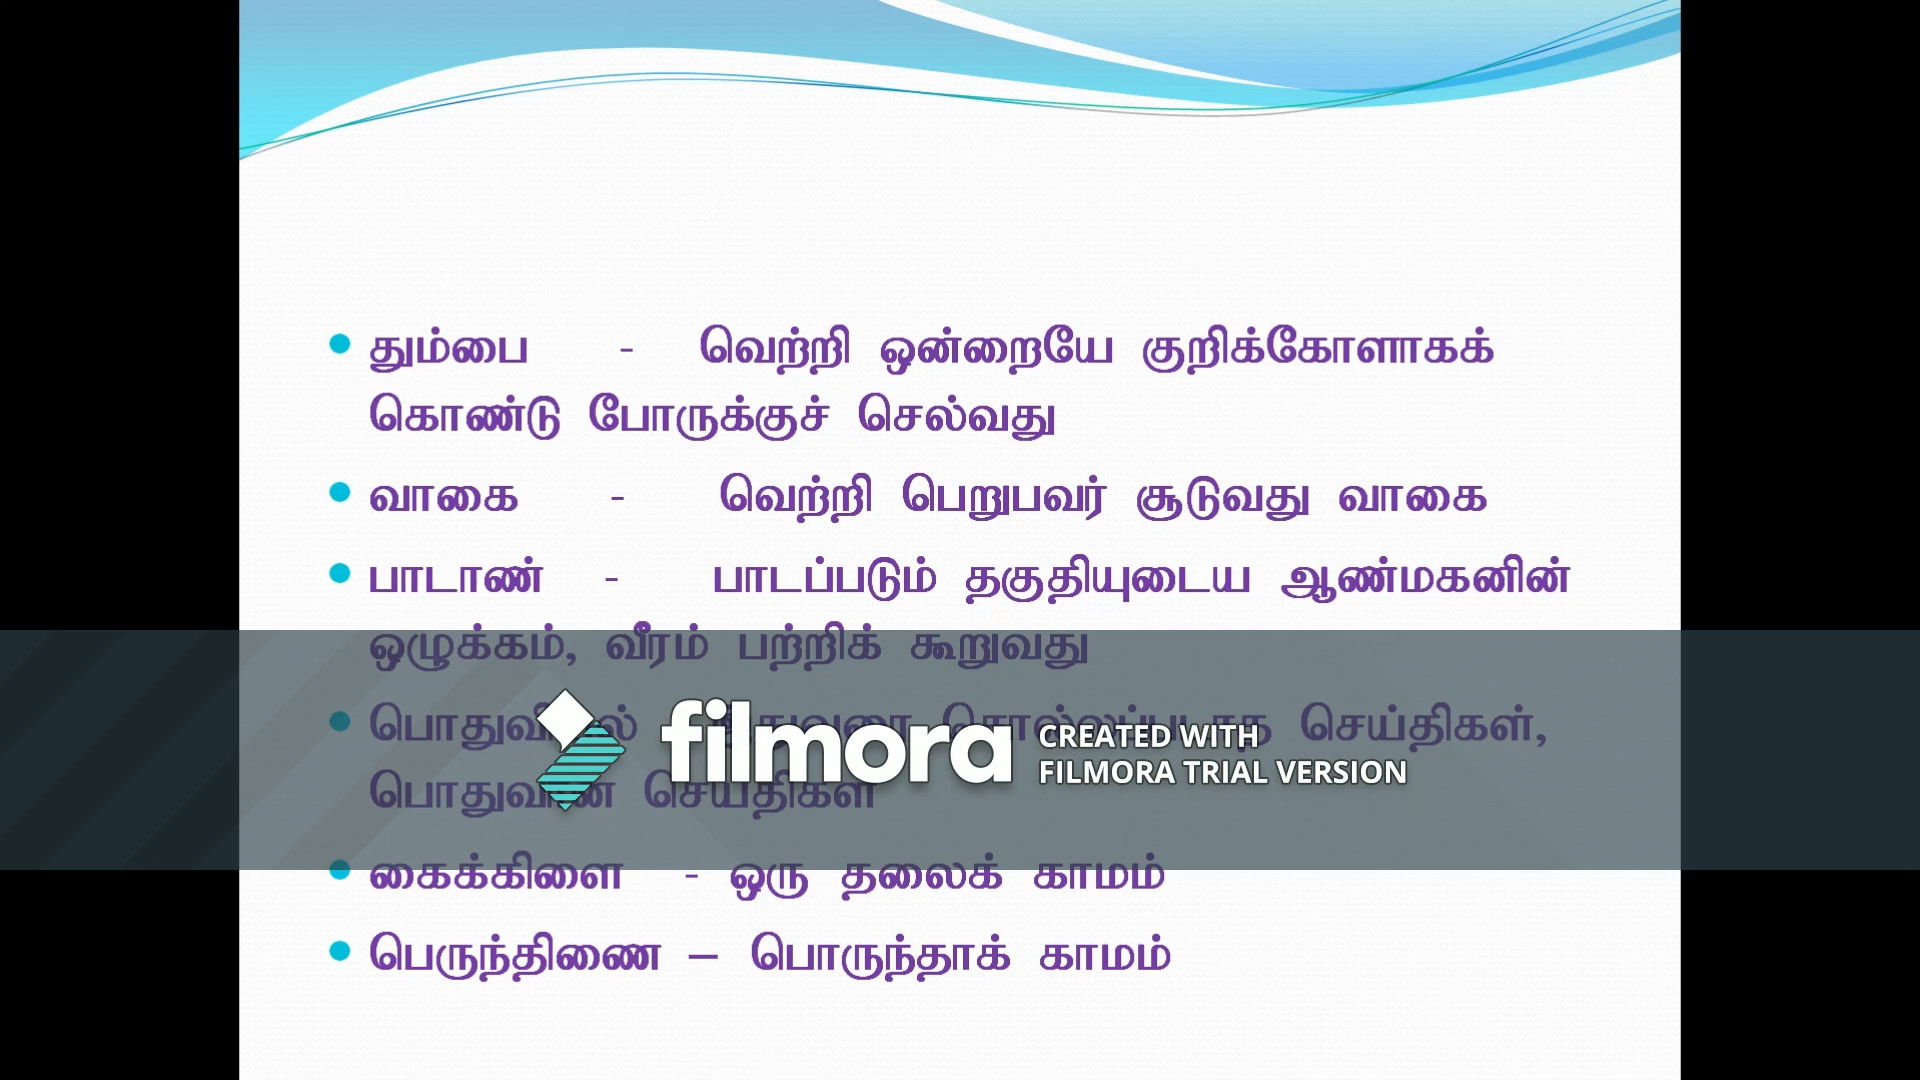 தும்பை - வெற்றி ஒன்றையே குறிக்கோளாகக்
கொண்டு போருக்குச் செல்வது
வாகை - வெற்றி பெறுபவர் சூடுவது வாகை
பாடாண் - பாடப்படும் தகுதியுடைய ஆண்மகனின்
ஒழுக்கம், வீரம் பற்றிக் கூறுவது
செய்திகள்,
filmora CREATED WITH
FILMORA TRIAL VERSION
செய்திகள்
கைக்கிளை - ஒரு தலைக் காமம்
பெருந்திணை – பொருந்தாக் காமம்